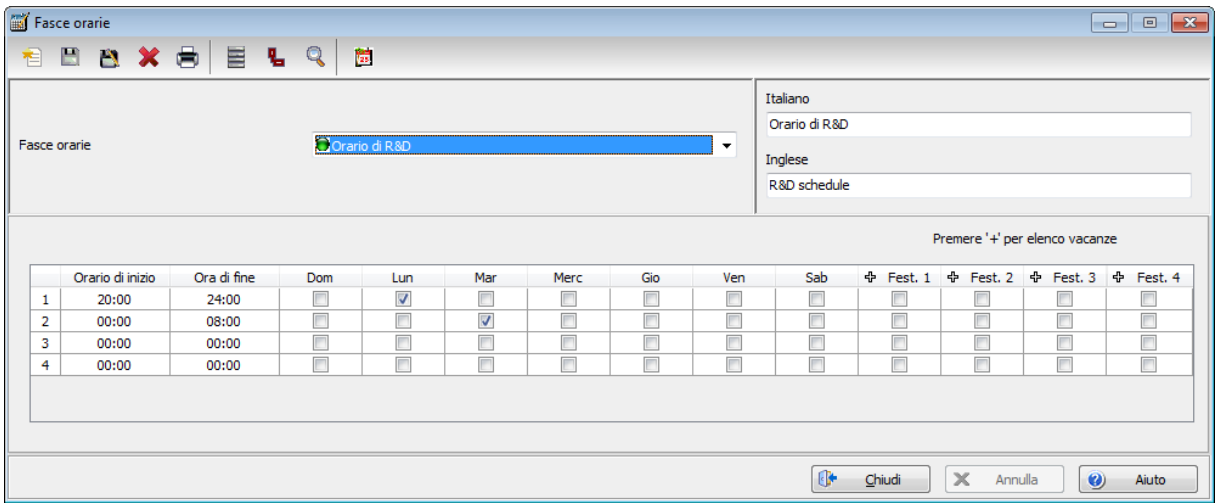 Fasce orarie
25
Italiano
Orario di R&D
Fasce orarie
Orario di R&D
Inglese
R&D schedule
Premere '+' per elenco vacanze
Orario di inizio Ora di fine Dom Lun Mar Merc Gio Ven Sab Fest. 1 Fest. 2 Fest. 3 Fest. 4
1 20:00 24:00
2 00:00 08:00
3 00:00 00:00
4 00:00 00:00
Chiudi Annulla Aiuto